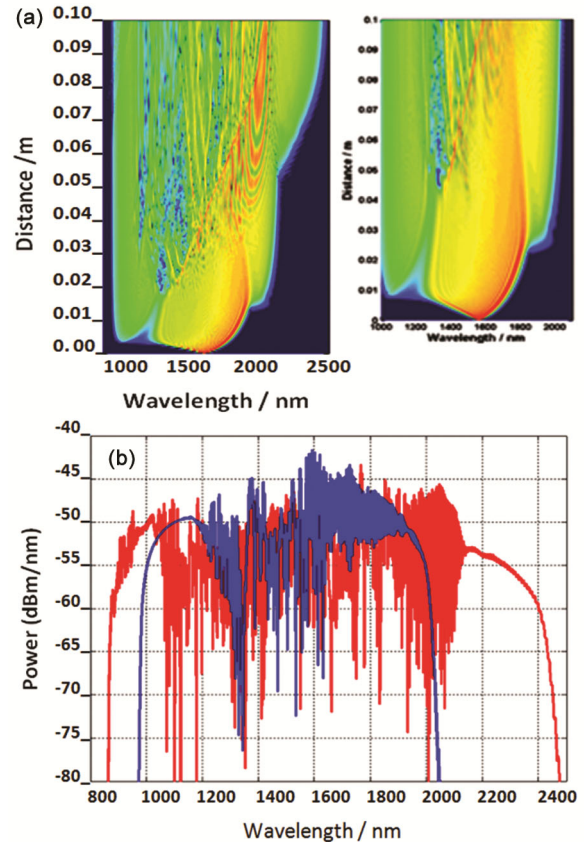 (a)
0.10
0.09
0.08
0.07
0.06
0.05
0.04
0.03
0.02
0.01
0.00
Distance /m
1000 1500 2000 2500
Wavelength / nm
0.1
0.09
0.08
0.07
0.06
0.05
0.04
0.03
0.02
0.01
0
Distance / m
1000 1200 1400 1600 1800 2000
Wavelength / nm
(b)
-40
-45
-50
-55
-60
-65
-70
-75
-80
Power (dBm/nm)
800 1000 1200 1400 1600 1800 2000 2200 2400
Wavelength / nm